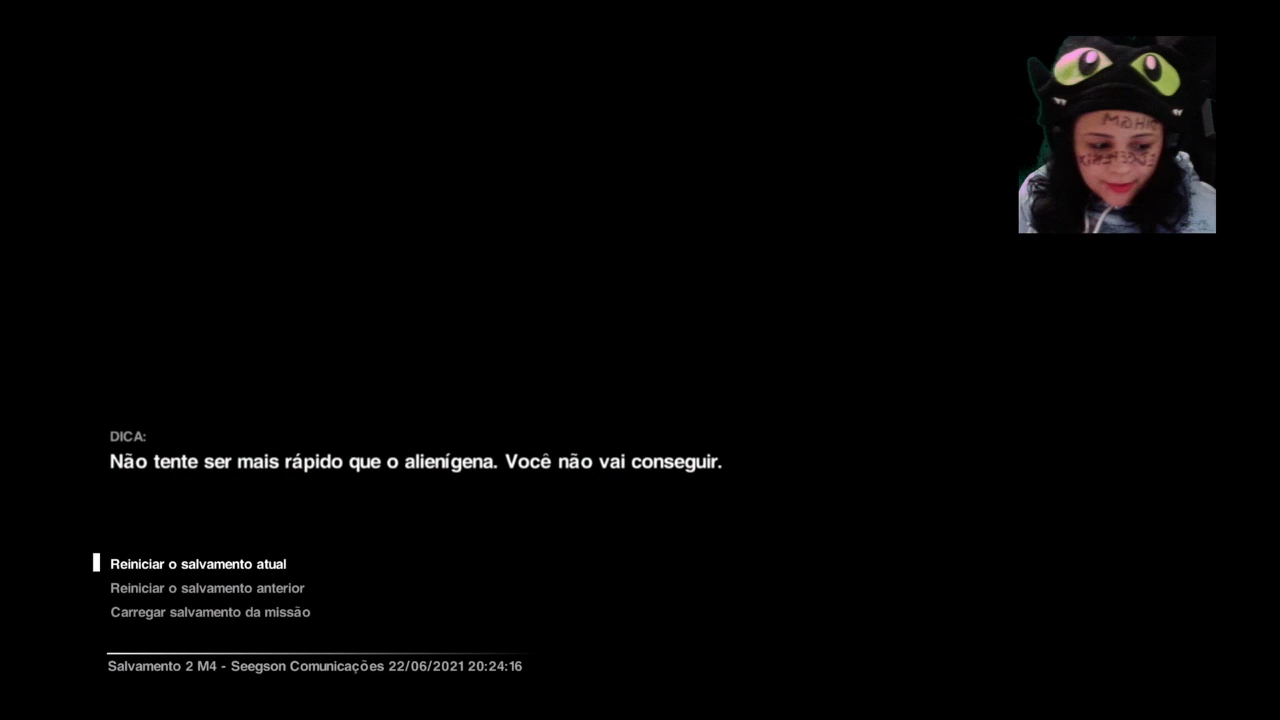 DICA:
Não tente ser mais rápido que o alienígena. Você não vai conseguir.
Reiniciar o salvamento atual
Reiniciar o salvamento anterior
Carregar salvamento da missão
Salvamento 2 M4 - Seegson Comunicações 22/06/2021 20:24:16